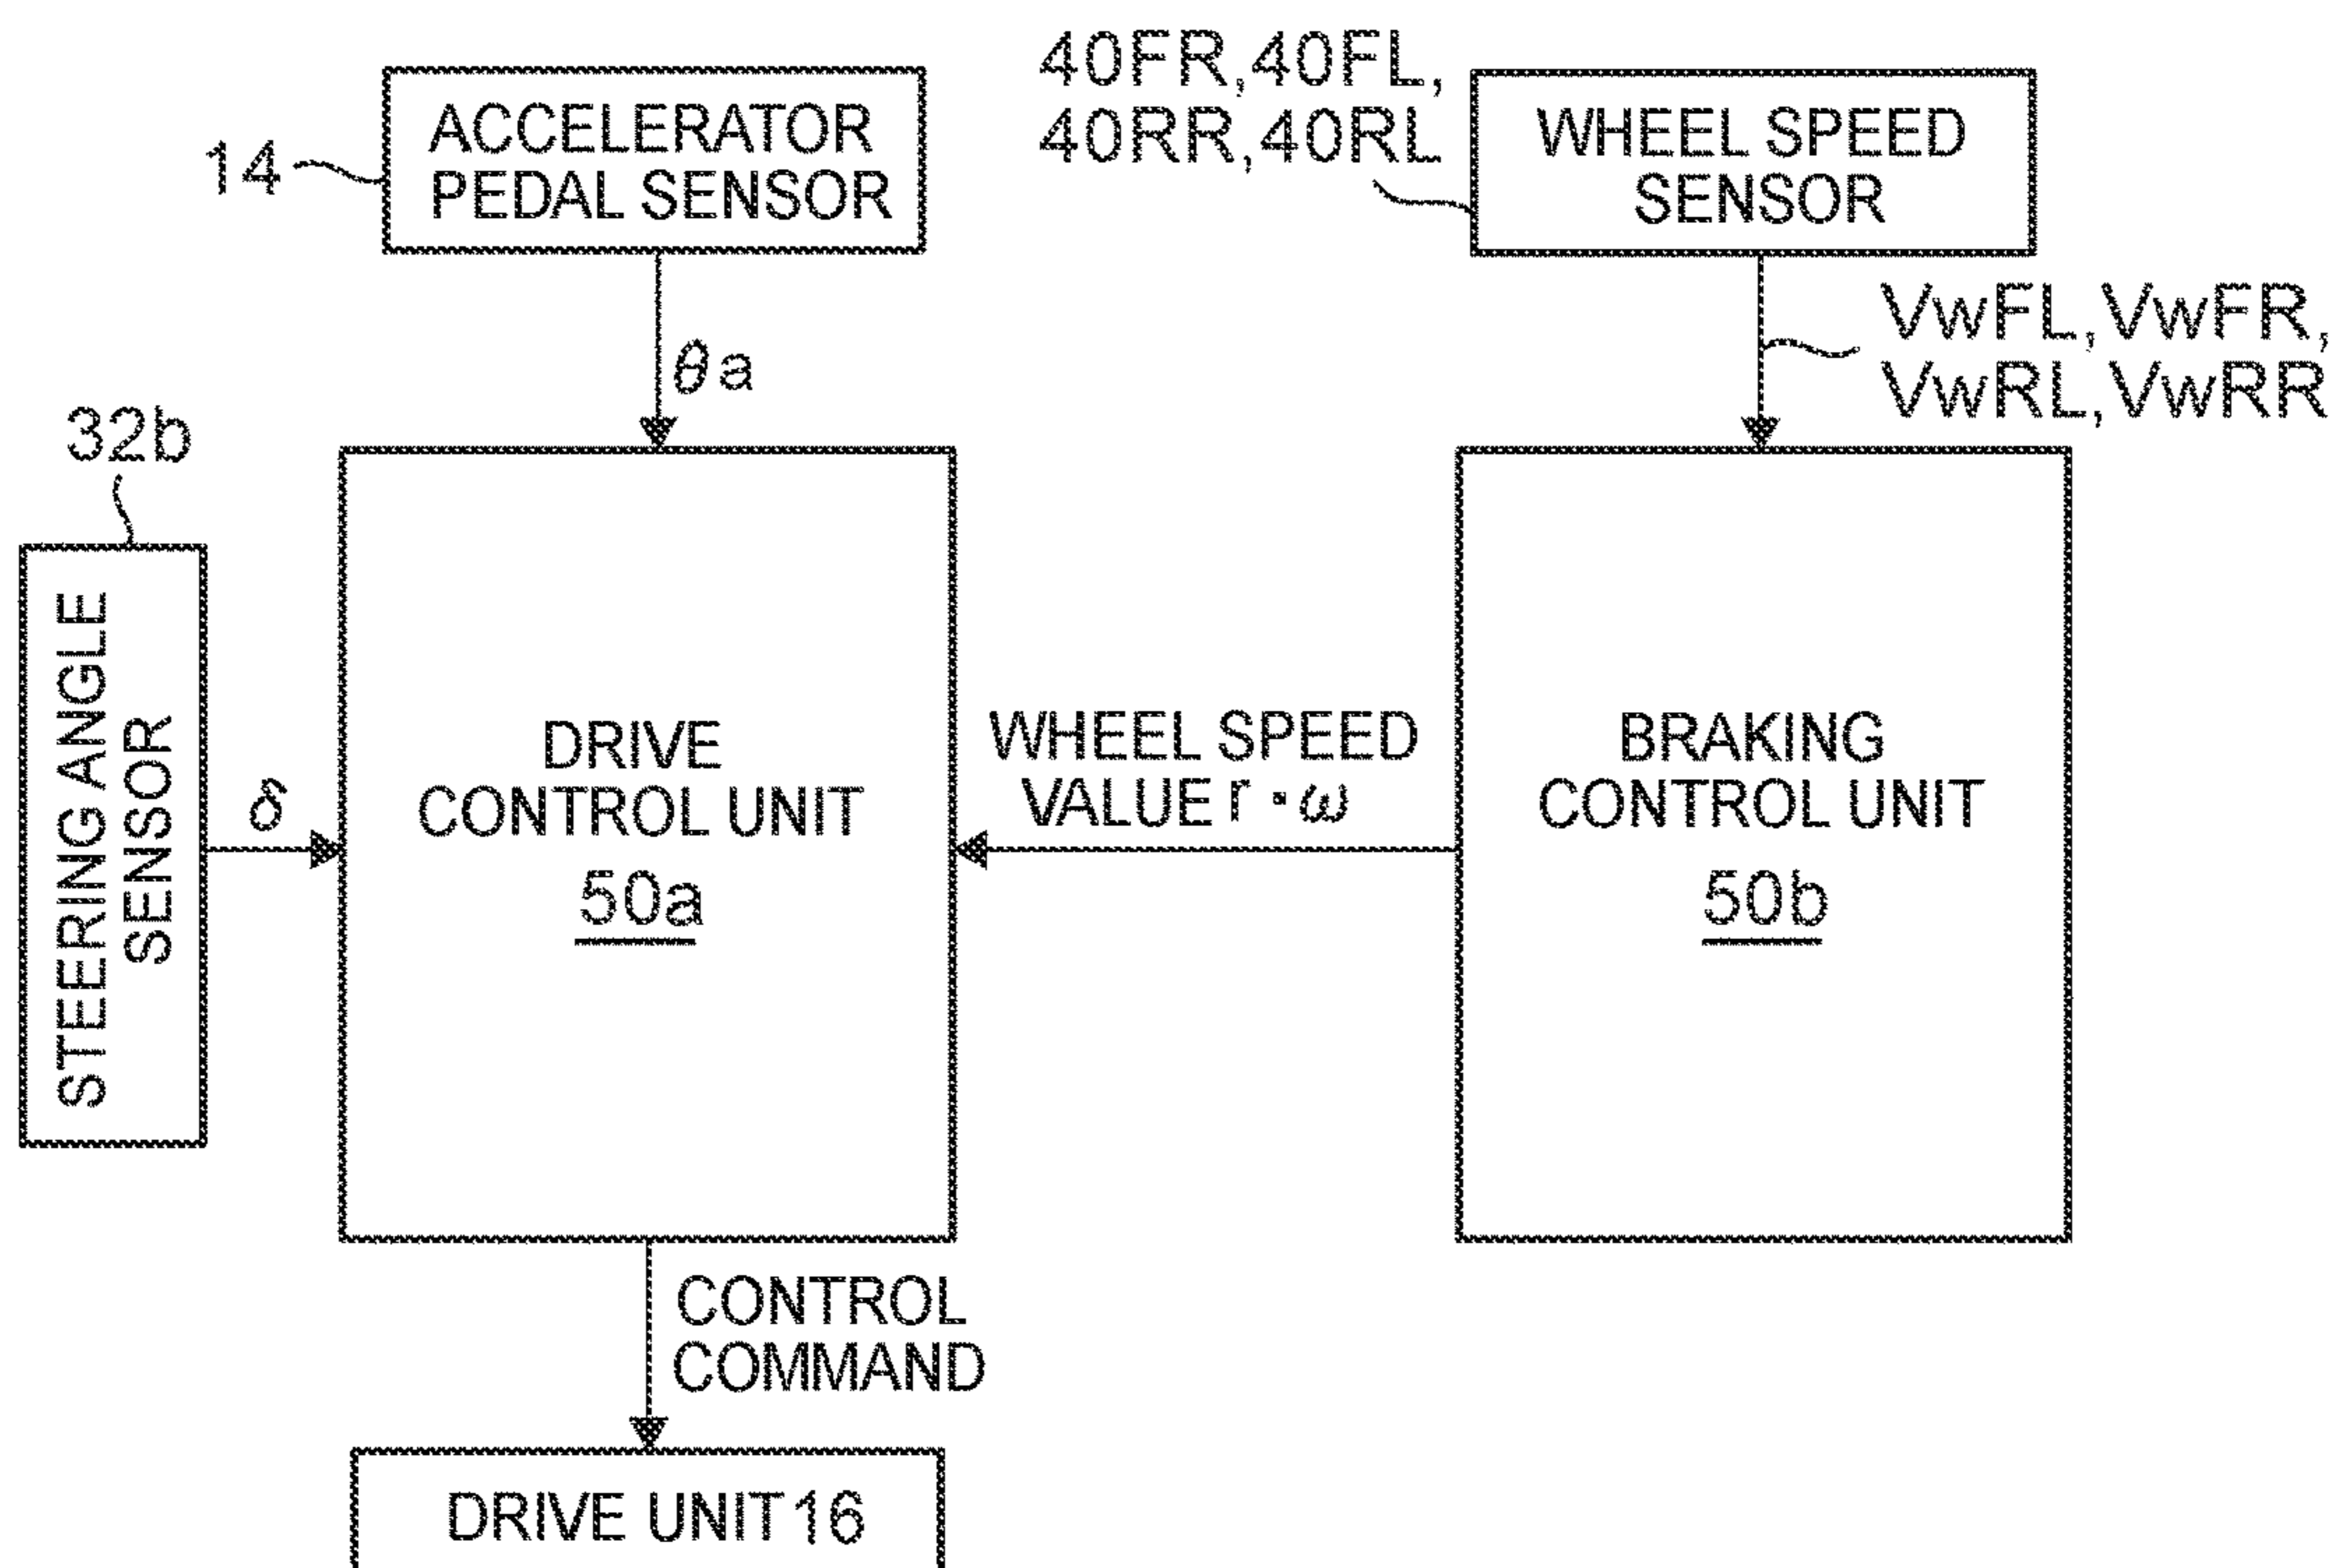 40FR,40FL,
40RR,40RL
ACCELERATOR
PEDAL SENSOR
14
WHEEL SPEED
SENSOR
θa
VwFL,VwFR,
VwRL,VwRR
32b
STEERING ANGLE
SENSOR
δ
DRIVE
CONTROL UNIT
50a
WHEEL SPEED
VALUE r・ω
BRAKING
CONTROL UNIT
50b
CONTROL
COMMAND
DRIVE UNIT 16